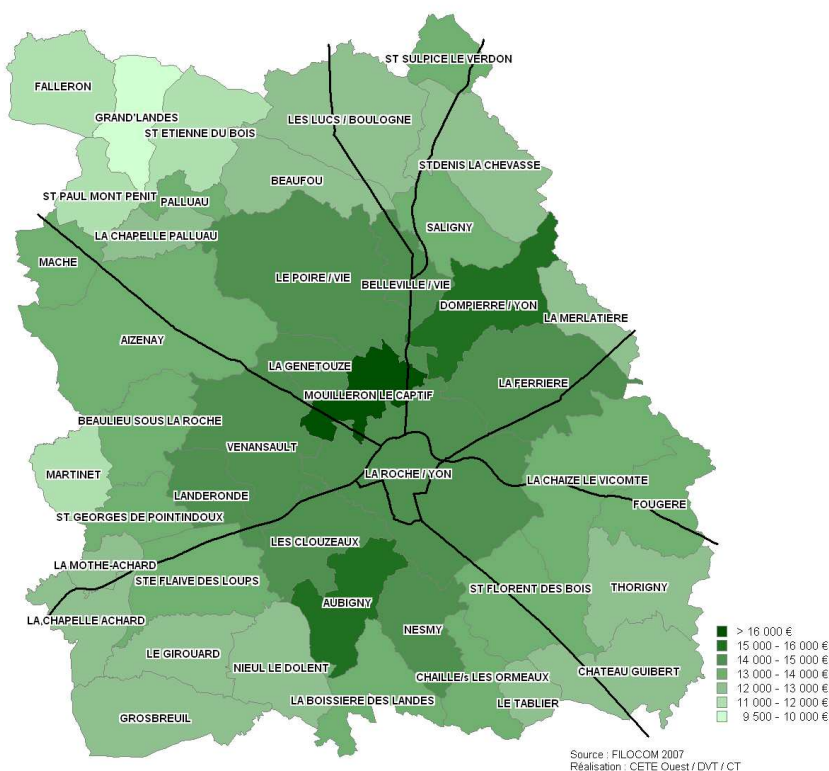 ST SULPICE LE VERDON
FALLERON
GRAND'LANDES
LES LUCS / BOULOGNE
ST ETIENNE DU BOIS
STDENIS LA CHEVASSE
BEAUFOU
ST PAUL MONT PENIT
PALLUAU
SALIGNY
LA CHAPELLE PALLUAU
MACHE
LE POIRE / VIE
BELLEVILLE / VIE
DOMPIERRE / YON
LA MERLATIERE
AIZENAY
LA GENETOUZE
LA FERRIERE
MOUILLERON LE CAPTIF
BEAULIEU SOUS LA ROCHE
VENANSAULT
MARTINET
LA ROCHE / YON
LA CHAIZE LE VICOMTE
LANDERONDE
FOUGERE
ST GEORGES DE POINTINDOUX
LES CLOUZEAUX
LA MOTHE-ACHARD
STE FLAIVE DES LOUPS
ST FLORENT DES BOIS
THORIGNY
AUBIGNY
LA CHAPELLE ACHARD
NESMY
LE GIROUARD
NIEUL LE DOLENT
CHATEAU GUIBERT
CHAILLE/s LES ORMEAUX
LA BOISSIERE DES LANDES
LE TABLIER
GROSBREUIL
> 16 000 €
15 000 - 16 000 €
14 000 - 15 000 €
13 000 - 14 000 €
12 000 - 13 000 €
11 000 - 12 000 €
9 500 - 10 000 €
Source : FILOCOM 2007
Réalisation : CETE Ouest / DVT / CT